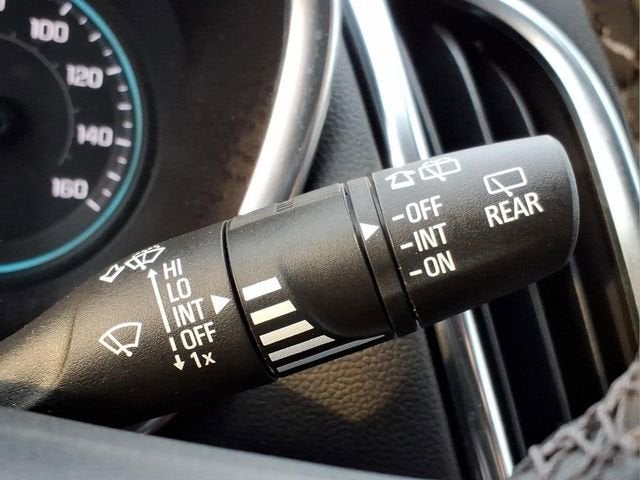 100
120
140
160
HI
LO
INT
OFF
1x
-OFF
-INT
-ON
REAR